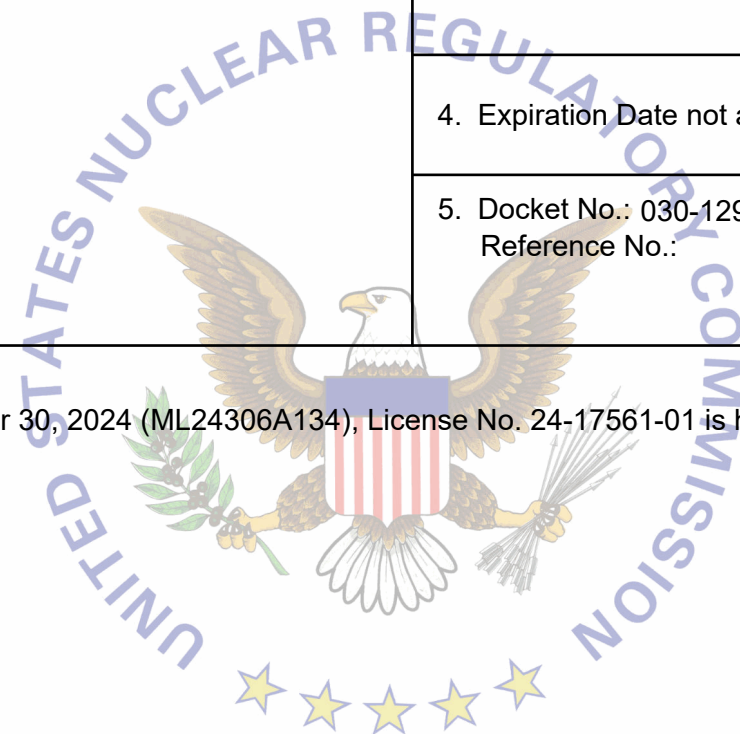 UNITED STATES NUCLEAR REGULATORY COMMISSION
4. Expiration Date not
5. Docket No.: 030-129
Reference No.:
r 30, 2024 (ML24306A134), License No. 24-17561-01 is